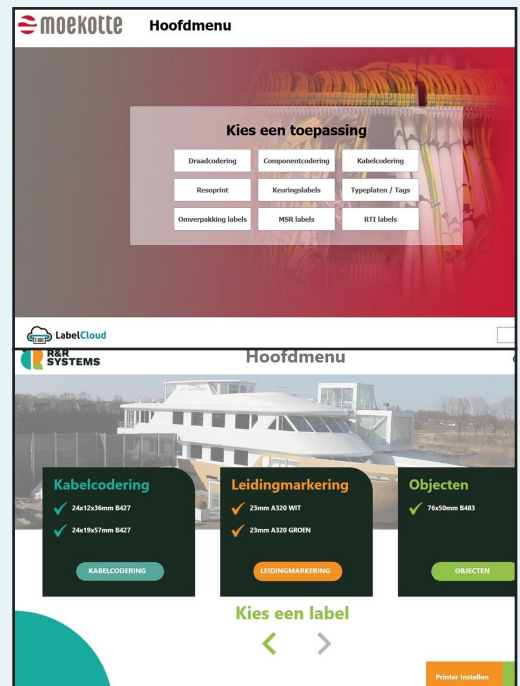 moekotte
Hoofdmenu
Kies een toepassing
Draadcodering
Componentcodering
Kabelcodering
Resoprint
Keuringslabels
Typeplaten / Tags
Omverpakking labels
MSR labels
RTI labels
LabelCloud
R&R
SYSTEMS
Hoofdmenu
Kabelcodering
24x12x36mm B427
24x19x57mm B427
KABELCODERING
Leidingmarkering
23mm A320 WIT
23mm A320 GROEN
LEIDINGMARKERING
Objecten
76x50mm B483
OBJECTEN
Kies een label
Printer Instellen